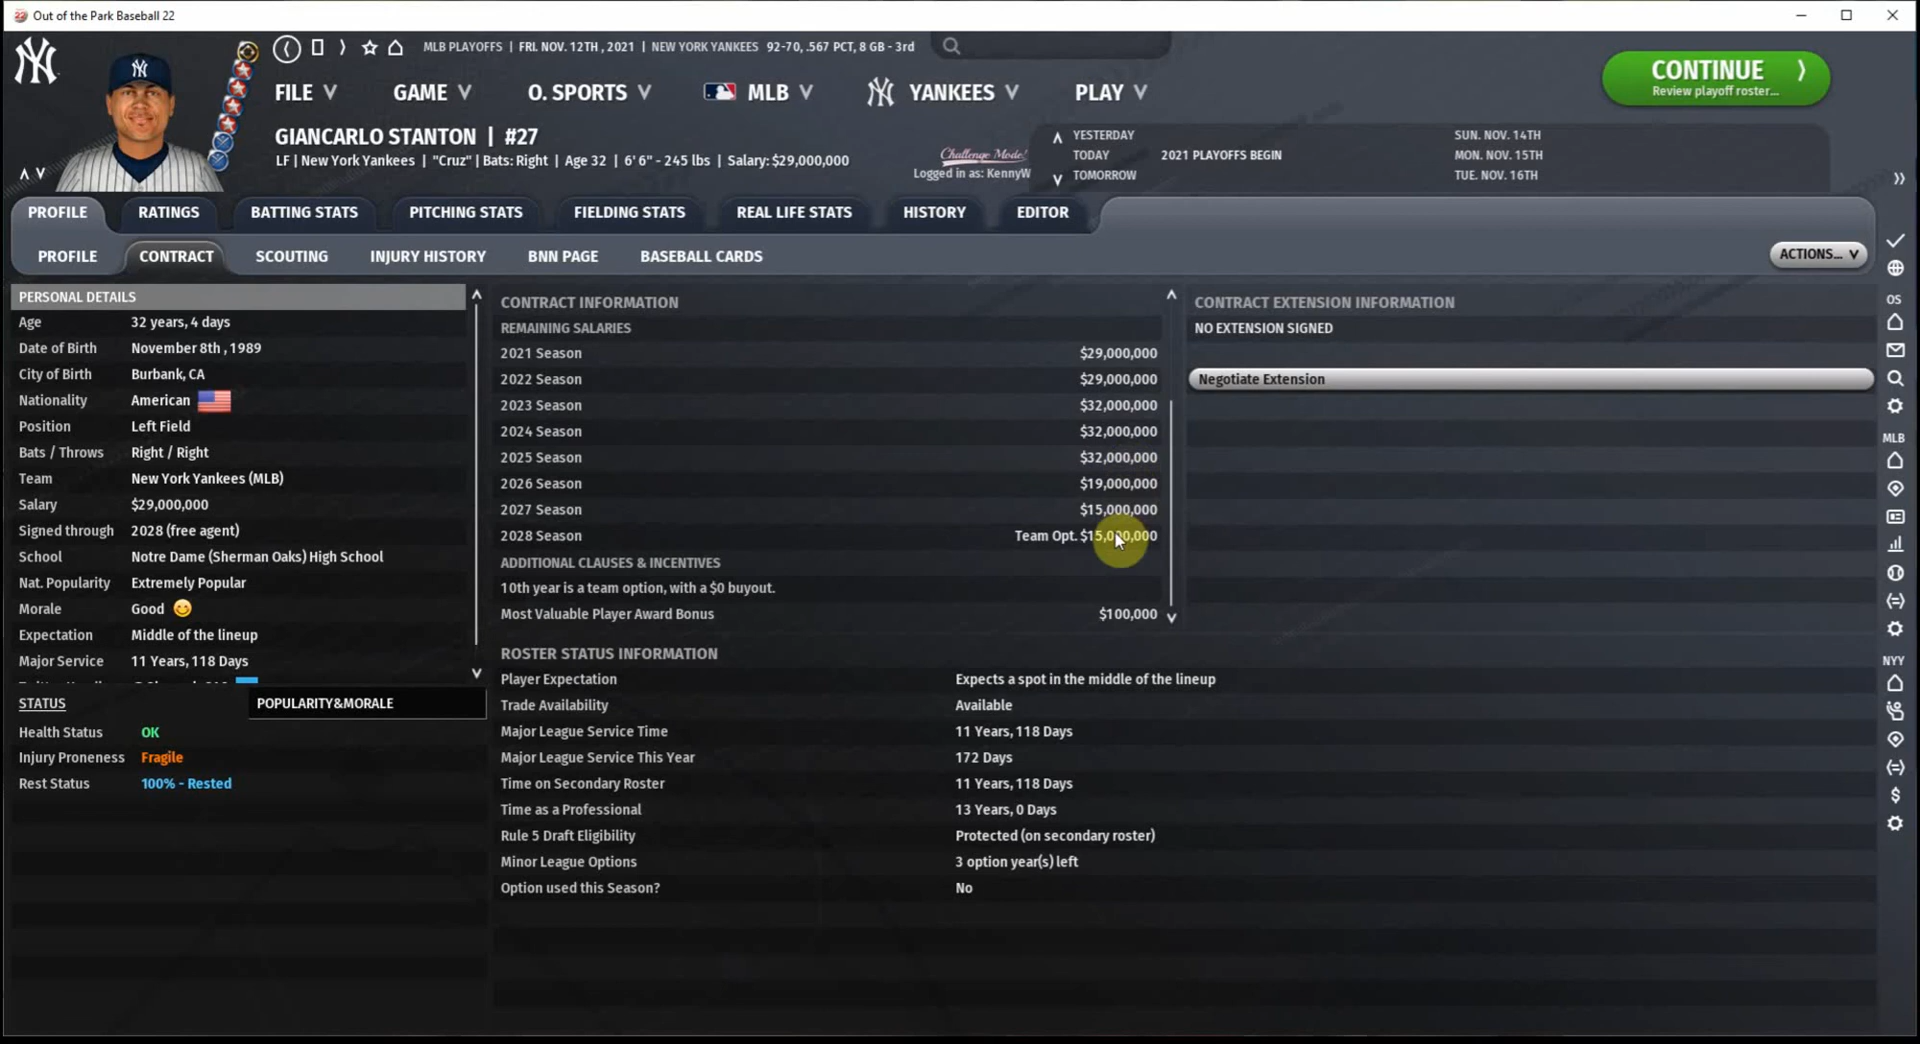 Out of the Park Baseball 22
MLB PLAYOFFS | FRI. NOV. 12TH , 2021 | NEW YORK YANKEES 92-70, .567 PCT, 8 GB - 3rd
FILE
GAME
O. SPORTS
MLB
YANKEES
PLAY
CONTINUE
Review playoff roster...
GIANCARLO STANTON | #27
LF | New York Yankees | "Cruz" | Bats: Right | Age 32 | 6' 6" - 245 lbs | Salary: $29,000,000
Challenge Mode!
Logged in as: KennyW
YESTERDAY
TODAY
TOMORROW
2021 PLAYOFFS BEGIN
SUN. NOV. 14TH
MON. NOV. 15TH
TUE. NOV. 16TH
PROFILE
RATINGS
BATTING STATS
PITCHING STATS
FIELDING STATS
REAL LIFE STATS
HISTORY
EDITOR
PROFILE
CONTRACT
SCOUTING
INJURY HISTORY
BNN PAGE
BASEBALL CARDS
ACTIONS...
PERSONAL DETAILS
Age 32 years, 4 days
Date of Birth November 8th , 1989
City of Birth Burbank, CA
Nationality American
Position Left Field
Bats / Throws Right / Right
Team New York Yankees (MLB)
Salary $29,000,000
Signed through 2028 (free agent)
School Notre Dame (Sherman Oaks) High School
Nat. Popularity Extremely Popular
Morale Good
Expectation Middle of the lineup
Major Service 11 Years, 118 Days
STATUS
POPULARITY&MORALE
Health Status OK
Injury Proneness Fragile
Rest Status 100% - Rested
CONTRACT INFORMATION
REMAINING SALARIES
2021 Season $29,000,000
2022 Season $29,000,000
2023 Season $32,000,000
2024 Season $32,000,000
2025 Season $32,000,000
2026 Season $19,000,000
2027 Season $15,000,000
2028 Season Team Opt. $15,000,000
ADDITIONAL CLAUSES & INCENTIVES
10th year is a team option, with a $0 buyout.
Most Valuable Player Award Bonus $100,000
CONTRACT EXTENSION INFORMATION
NO EXTENSION SIGNED
Negotiate Extension
ROSTER STATUS INFORMATION
Player Expectation Expects a spot in the middle of the lineup
Trade Availability Available
Major League Service Time 11 Years, 118 Days
Major League Service This Year 172 Days
Time on Secondary Roster 11 Years, 118 Days
Time as a Professional 13 Years, 0 Days
Rule 5 Draft Eligibility Protected (on secondary roster)
Minor League Options 3 option year(s) left
Option used this Season? No
OS
MLB
NYY